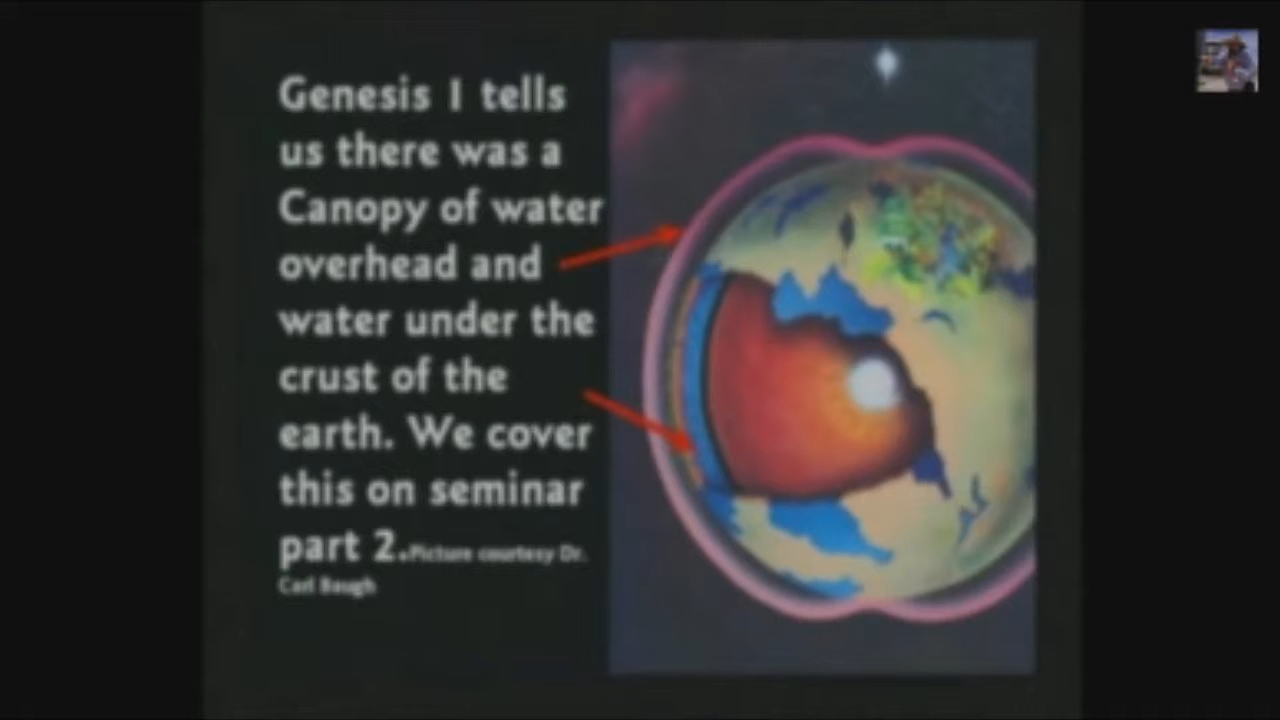 Genesis 1 tells
us there was a
Canopy of water
overhead and
water under the
crust of the
earth. We cover
this on seminar
part 2.Picture courtesy Dr.
Carl Baugh